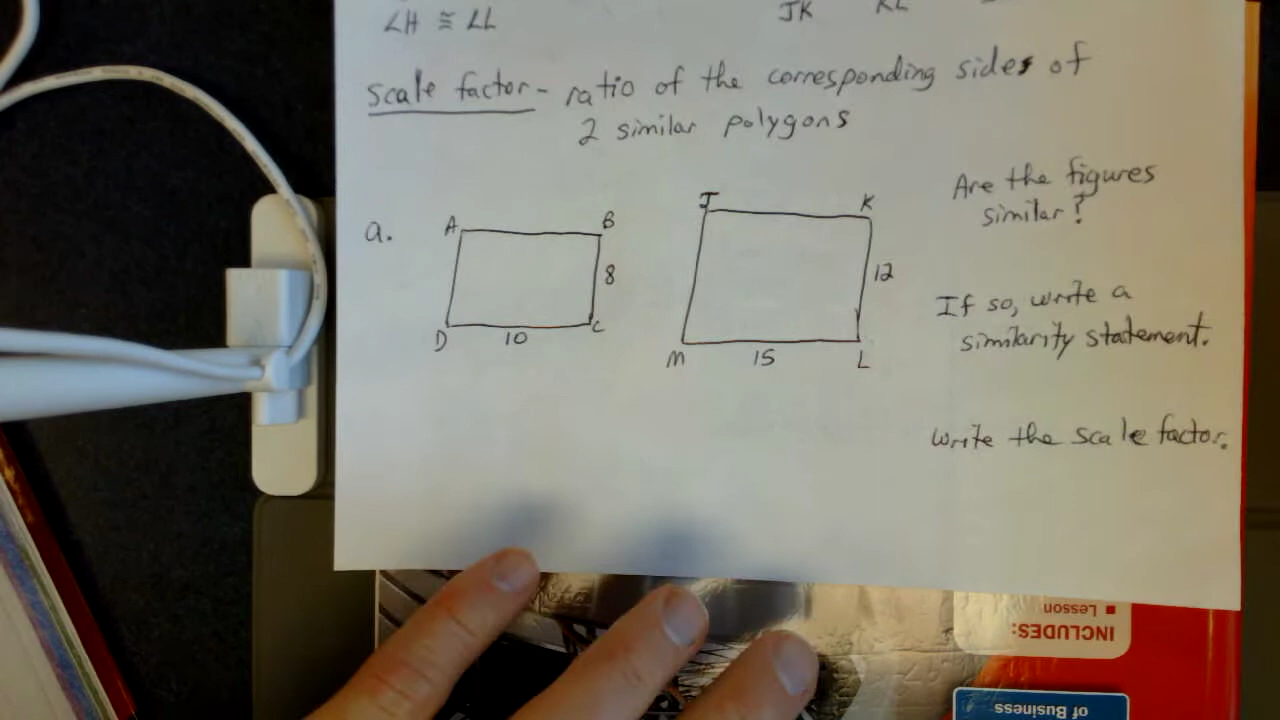 ∠H ≅ ∠L
JK KL
scale factor - ratio of the corresponding sides of
2 similar polygons
a.
A B
8
D 10 C
J K
12
M 15 L
Are the figures
similar?
If so, write a
similarity statement.
Write the scale factor.
INCLUDES:
■ Lesson
of Business